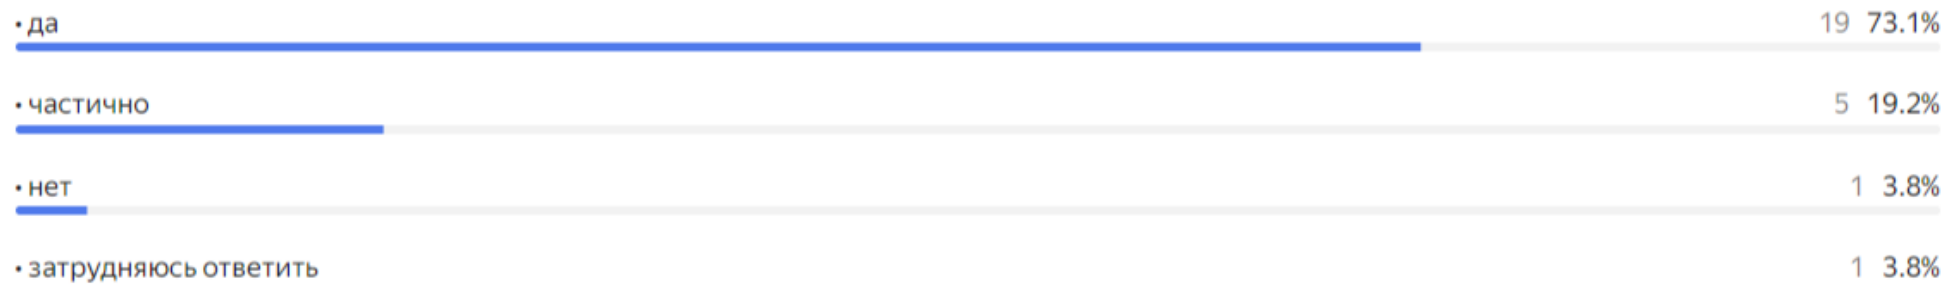 • да 19 73.1%
• частично 5 19.2%
• нет 1 3.8%
• затрудняюсь ответить 1 3.8%